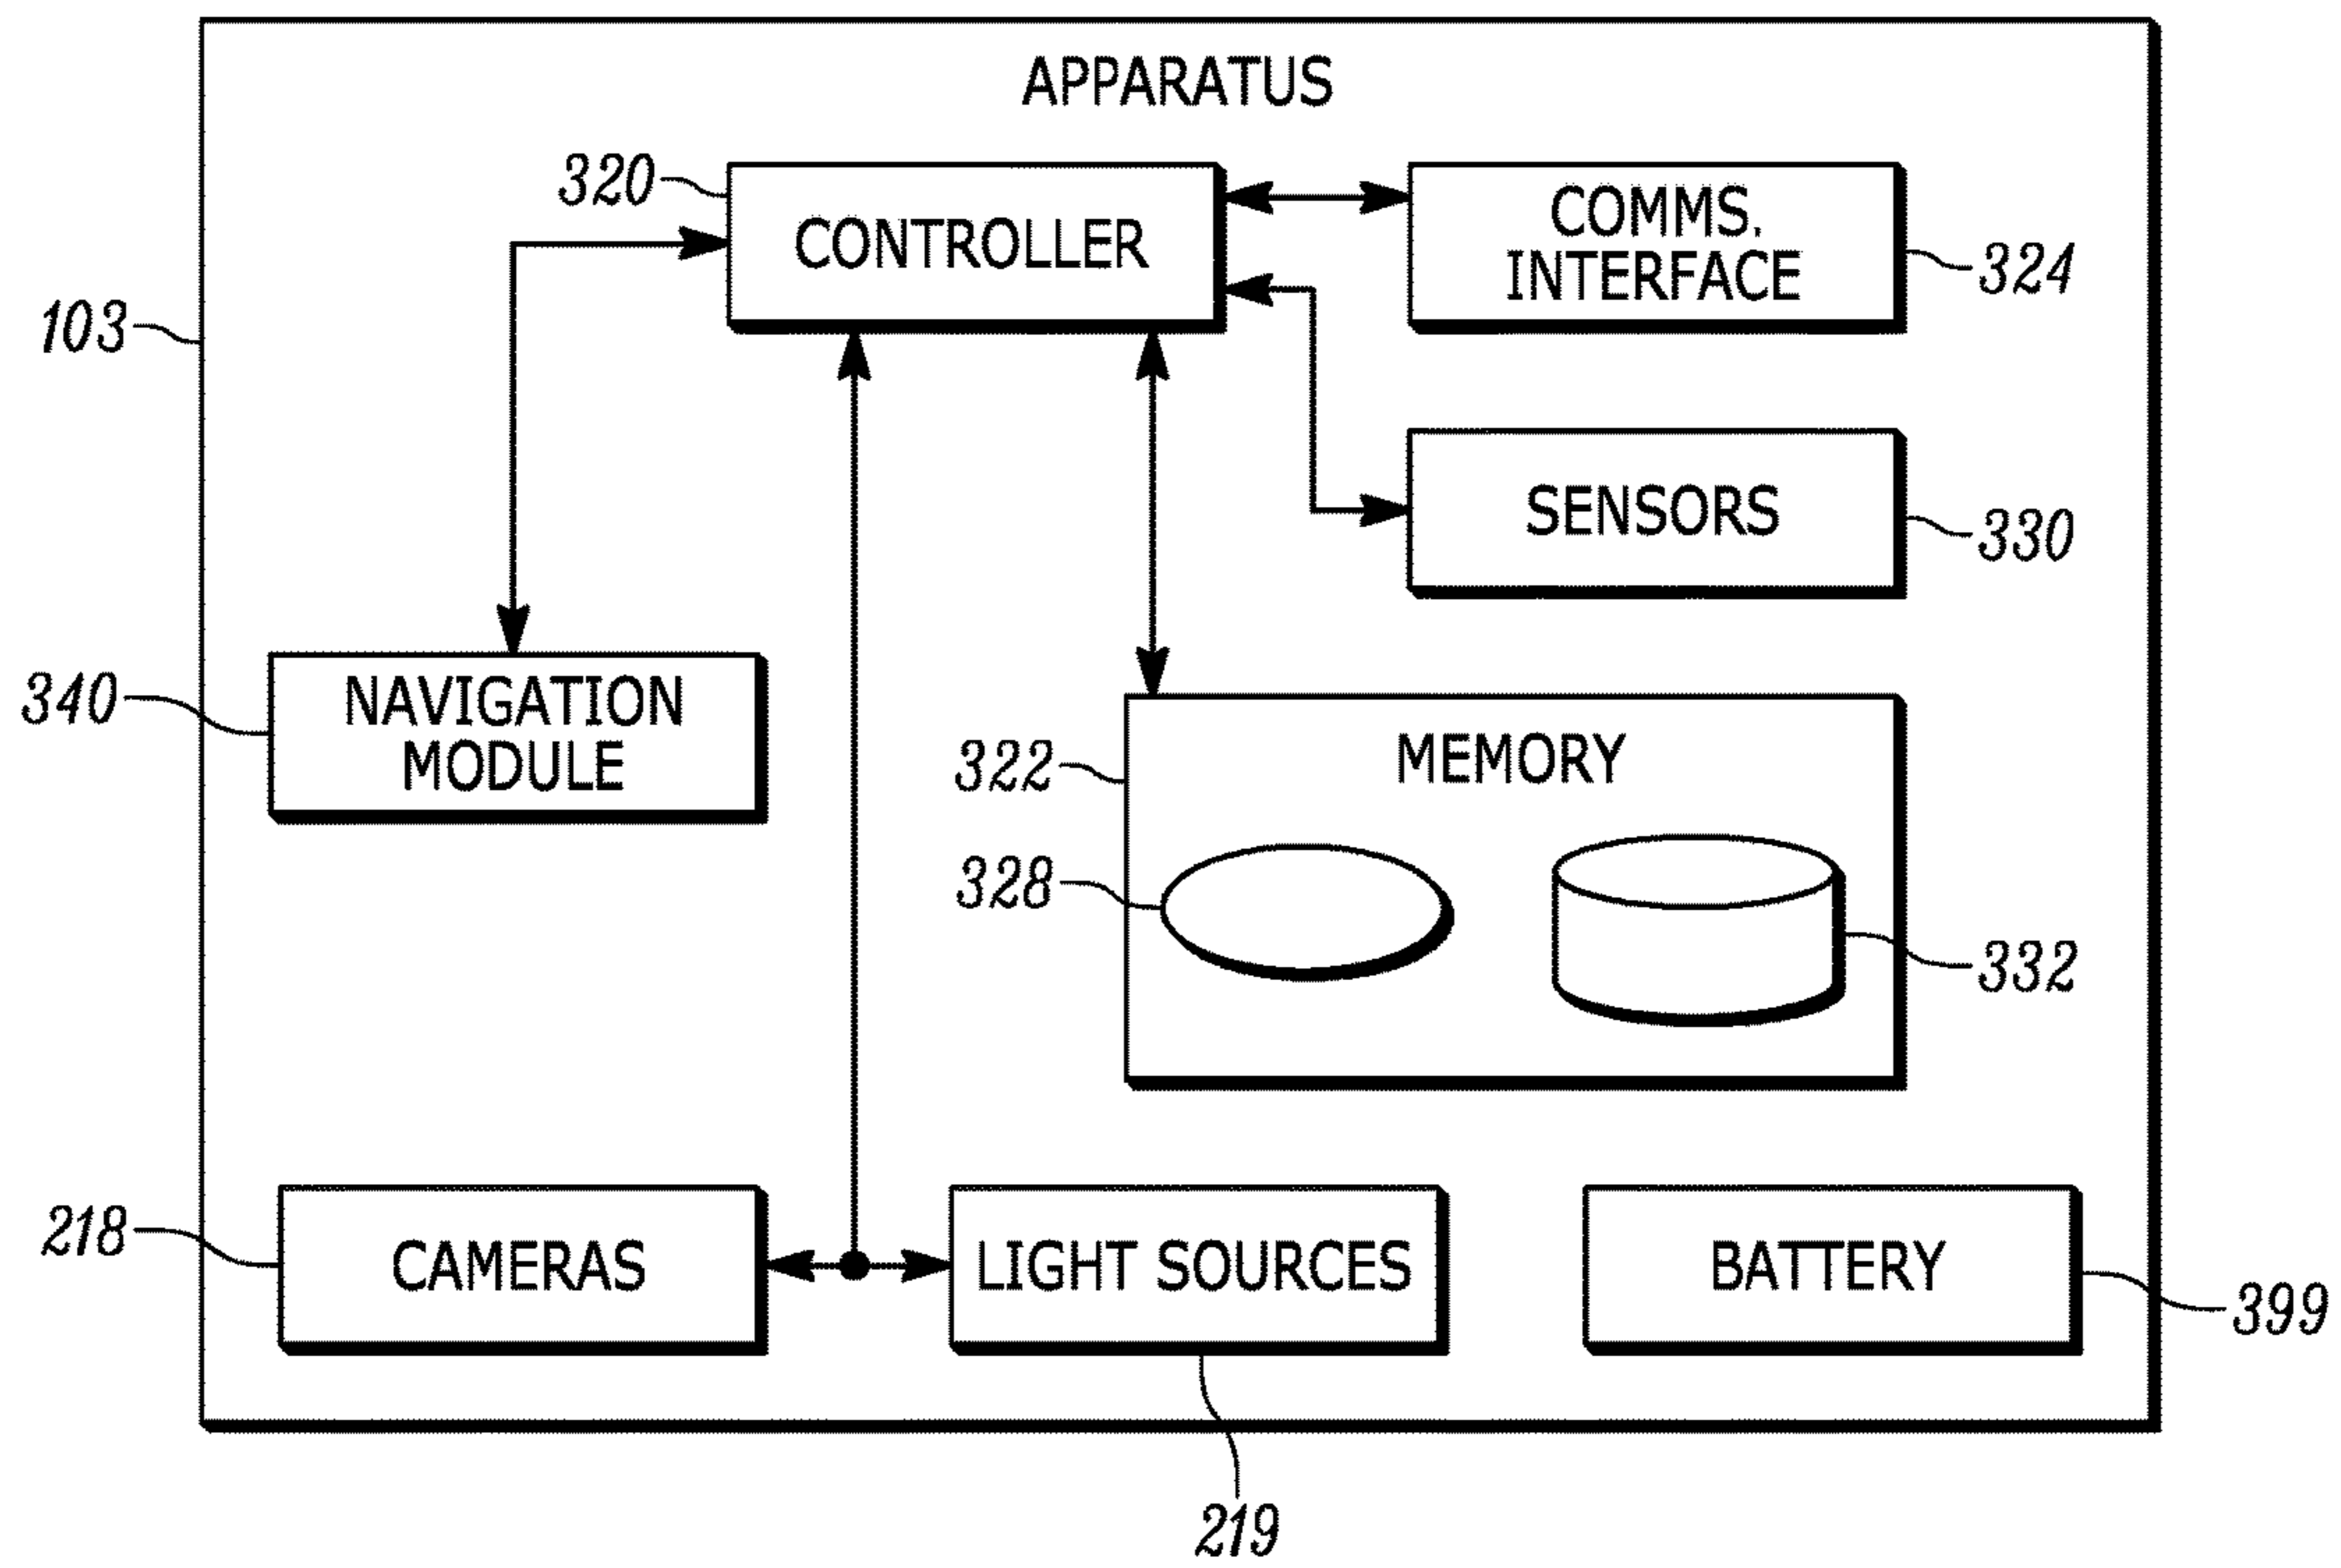 APPARATUS
320
CONTROLLER
COMMS.
INTERFACE
324
103
SENSORS
330
340
NAVIGATION
MODULE
322
MEMORY
328
332
218
CAMERAS
LIGHT SOURCES
BATTERY
399
219